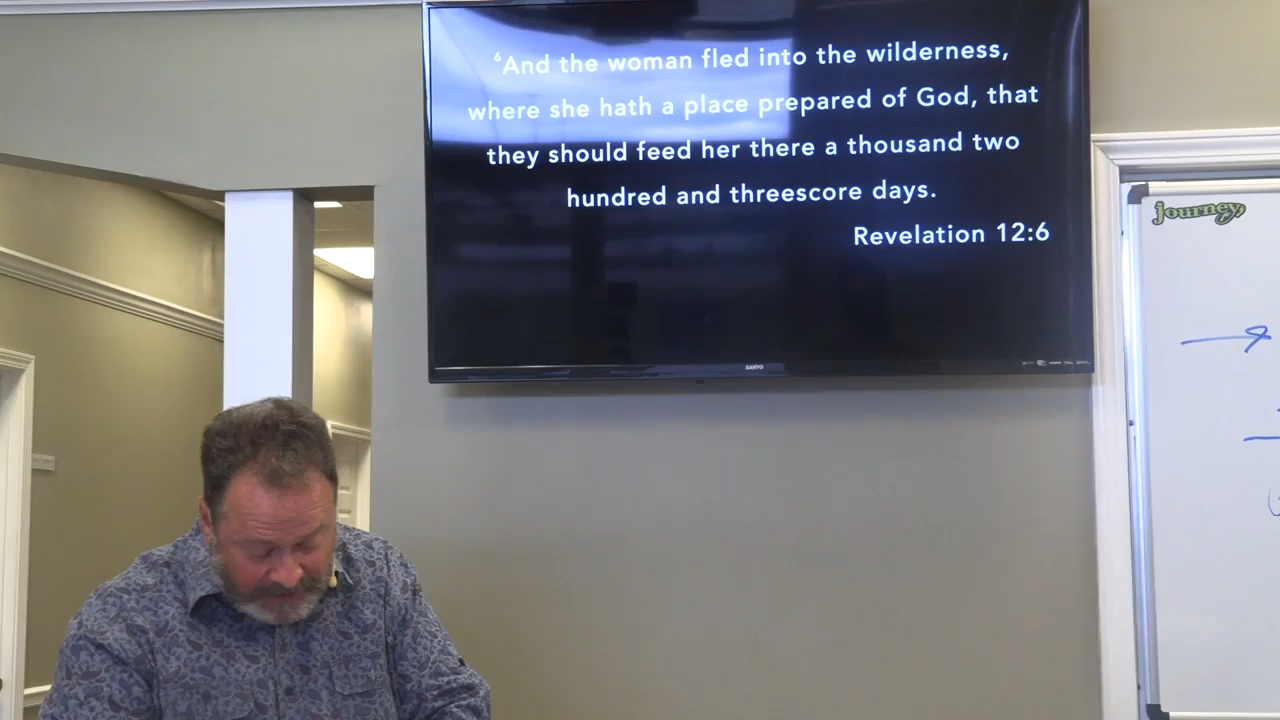 ⁶And the woman fled into the wilderness,
where she hath a place prepared of God, that
they should feed her there a thousand two
hundred and threescore days.
Revelation 12:6
SANYO
journey